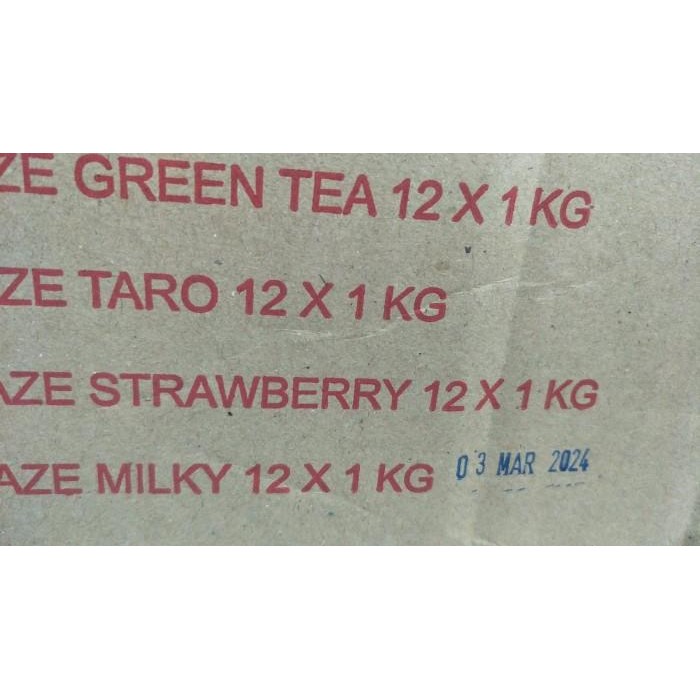 ZE GREEN TEA 12 X 1 KG
ZE TARO 12 X 1 KG
AZE STRAWBERRY 12 X 1 KG
AZE MILKY 12 X 1 KG 03 MAR 2024